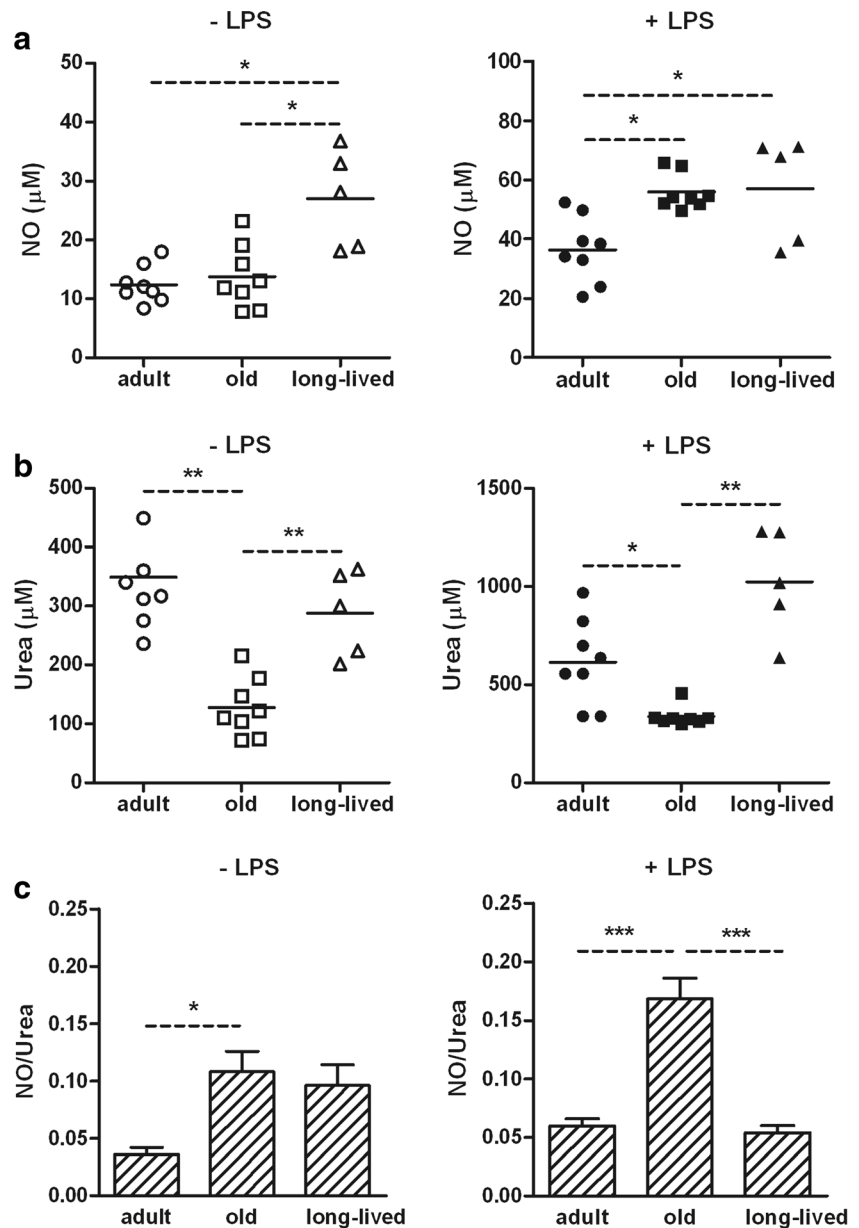 a
- LPS
+ LPS
NO (μM)
50
40
30
20
10
0
*
*
adult old long-lived
NO (μM)
100
80
60
40
20
0
*
*
adult old long-lived
b
- LPS
+ LPS
Urea (μM)
500
400
300
200
100
0
**
**
adult old long-lived
Urea (μM)
1500
1000
500
0
**
*
adult old long-lived
c
- LPS
+ LPS
NO/Urea
0.25
0.20
0.15
0.10
0.05
0.00
*
adult old long-lived
NO/Urea
0.25
0.20
0.15
0.10
0.05
0.00
*** ***
adult old long-lived